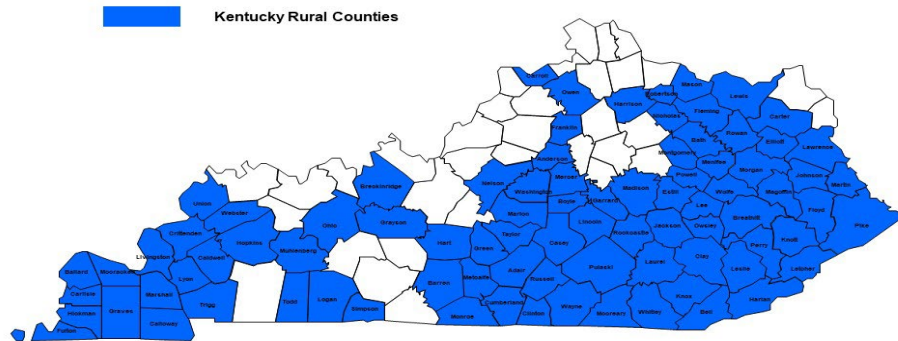 Kentucky Rural Counties
Carroll
Owen
Mason
Lewis
Robertson
Harrison
Nicholas
Fleming
Carter
Franklin
Bath
Rowan
Elliott
Lawrence
Anderson
Montgomery
Menifee
Morgan
Johnson
Martin
Mercer
Powell
Breckinridge
Nelson
Washington
Madison
Estill
Wolfe
Magoffin
Union
Boyle
Garrard
Lee
Floyd
Pike
Webster
Ohio
Grayson
Marion
Lincoln
Breathitt
Crittenden
Hopkins
Muhlenberg
Hart
Green
Taylor
Casey
Rockcastle
Jackson
Owsley
Perry
Knott
Livingston
Caldwell
Laurel
Clay
Leslie
Letcher
Ballard
Lyon
Barren
Metcalfe
Adair
Russell
Pulaski
Carlisle
Marshall
Trigg
Todd
Logan
Simpson
Cumberland
Knox
Harlan
Hickman
Graves
Monroe
Clinton
Wayne
Whitley
Bell
Calloway
Fulton